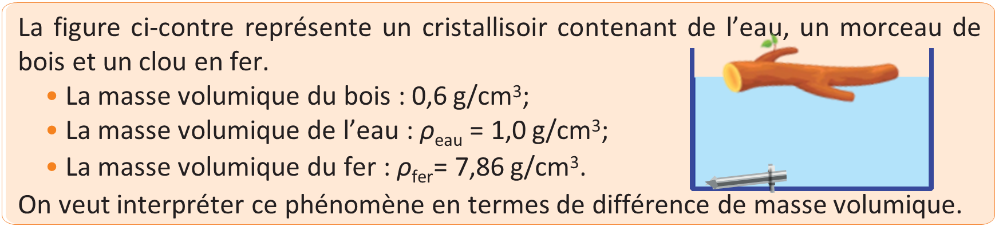 La figure ci-contre représente un cristallisoir contenant de l’eau, un morceau de
bois et un clou en fer.
• La masse volumique du bois : 0,6 g/cm³;
• La masse volumique de l’eau : ρeau = 1,0 g/cm³;
• La masse volumique du fer : ρfer= 7,86 g/cm³.
On veut interpréter ce phénomène en termes de différence de masse volumique.